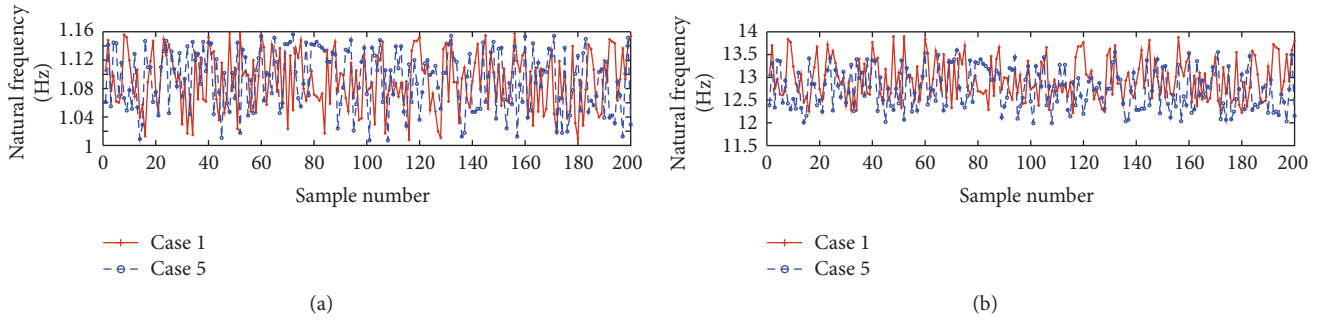 Natural frequency
(Hz)
1.16
1.12
1.08
1.04
1
0 20 40 60 80 100 120 140 160 180 200
Sample number
Case 1
Case 5
(a)
Natural frequency
(Hz)
14
13.5
13
12.5
12
11.5
0 20 40 60 80 100 120 140 160 180 200
Sample number
Case 1
Case 5
(b)